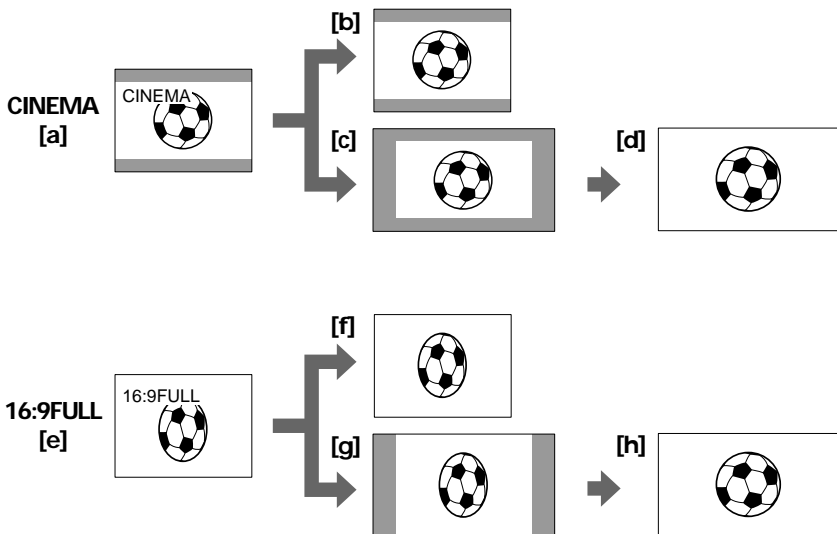 CINEMA
[a]
CINEMA
[b]
[c]
[d]
16:9FULL
[e]
16:9FULL
[f]
[g]
[h]